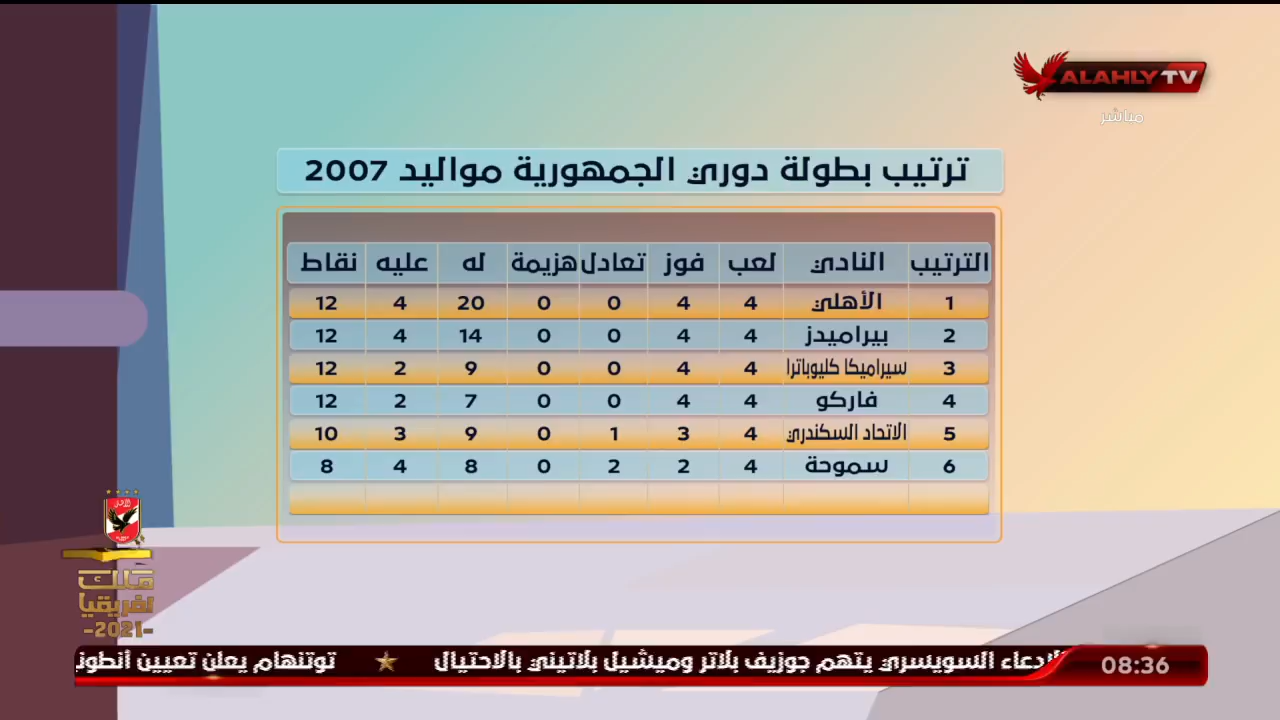 ALAHLY TV
مباشر
ترتيب بطولة دوري الجمهورية مواليد 2007
الترتيب النادي لعب فوز تعادل هزيمة له عليه نقاط
1 الأهلي 4 4 0 0 20 4 12
2 بيراميدز 4 4 0 0 14 4 12
3 سيراميكا كليوباترا 4 4 0 0 9 2 12
4 فاركو 4 4 0 0 7 2 12
5 الاتحاد السكندري 4 3 1 0 9 3 10
6 سموحة 4 2 2 0 8 4 8
ملك
افريقيا
-2021-
الادعاء السويسري يتهم جوزيف بلاتر وميشيل بلاتيني بالاحتيال ★ توتنهام يعلن تعيين أنطون
08:36